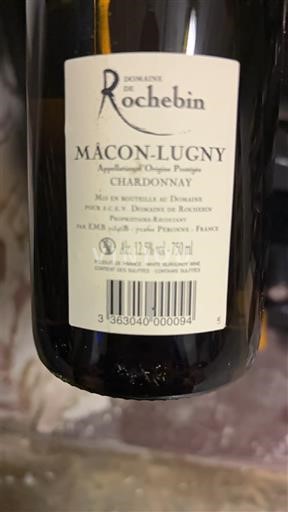 DOMAINE
DE
Rochebin
MÂCON-LUGNY
Appellation d'Origine Protégée
CHARDONNAY
MIS EN BOUTEILLE AU DOMAINE
POUR S.C.E.V. DOMAINE DE ROCHEBIN
PROPRIÉTAIRE-RÉCOLTANT
PAR EMB 71345B - 71260 PÉRONNE - FRANCE
Alc. 12,5% vol - 750 ml
PRODUIT DE FRANCE - WHITE BURGUNDY WINE
CONTIENT DES SULFITES - CONTAINS SULFITES
3 363040 000094